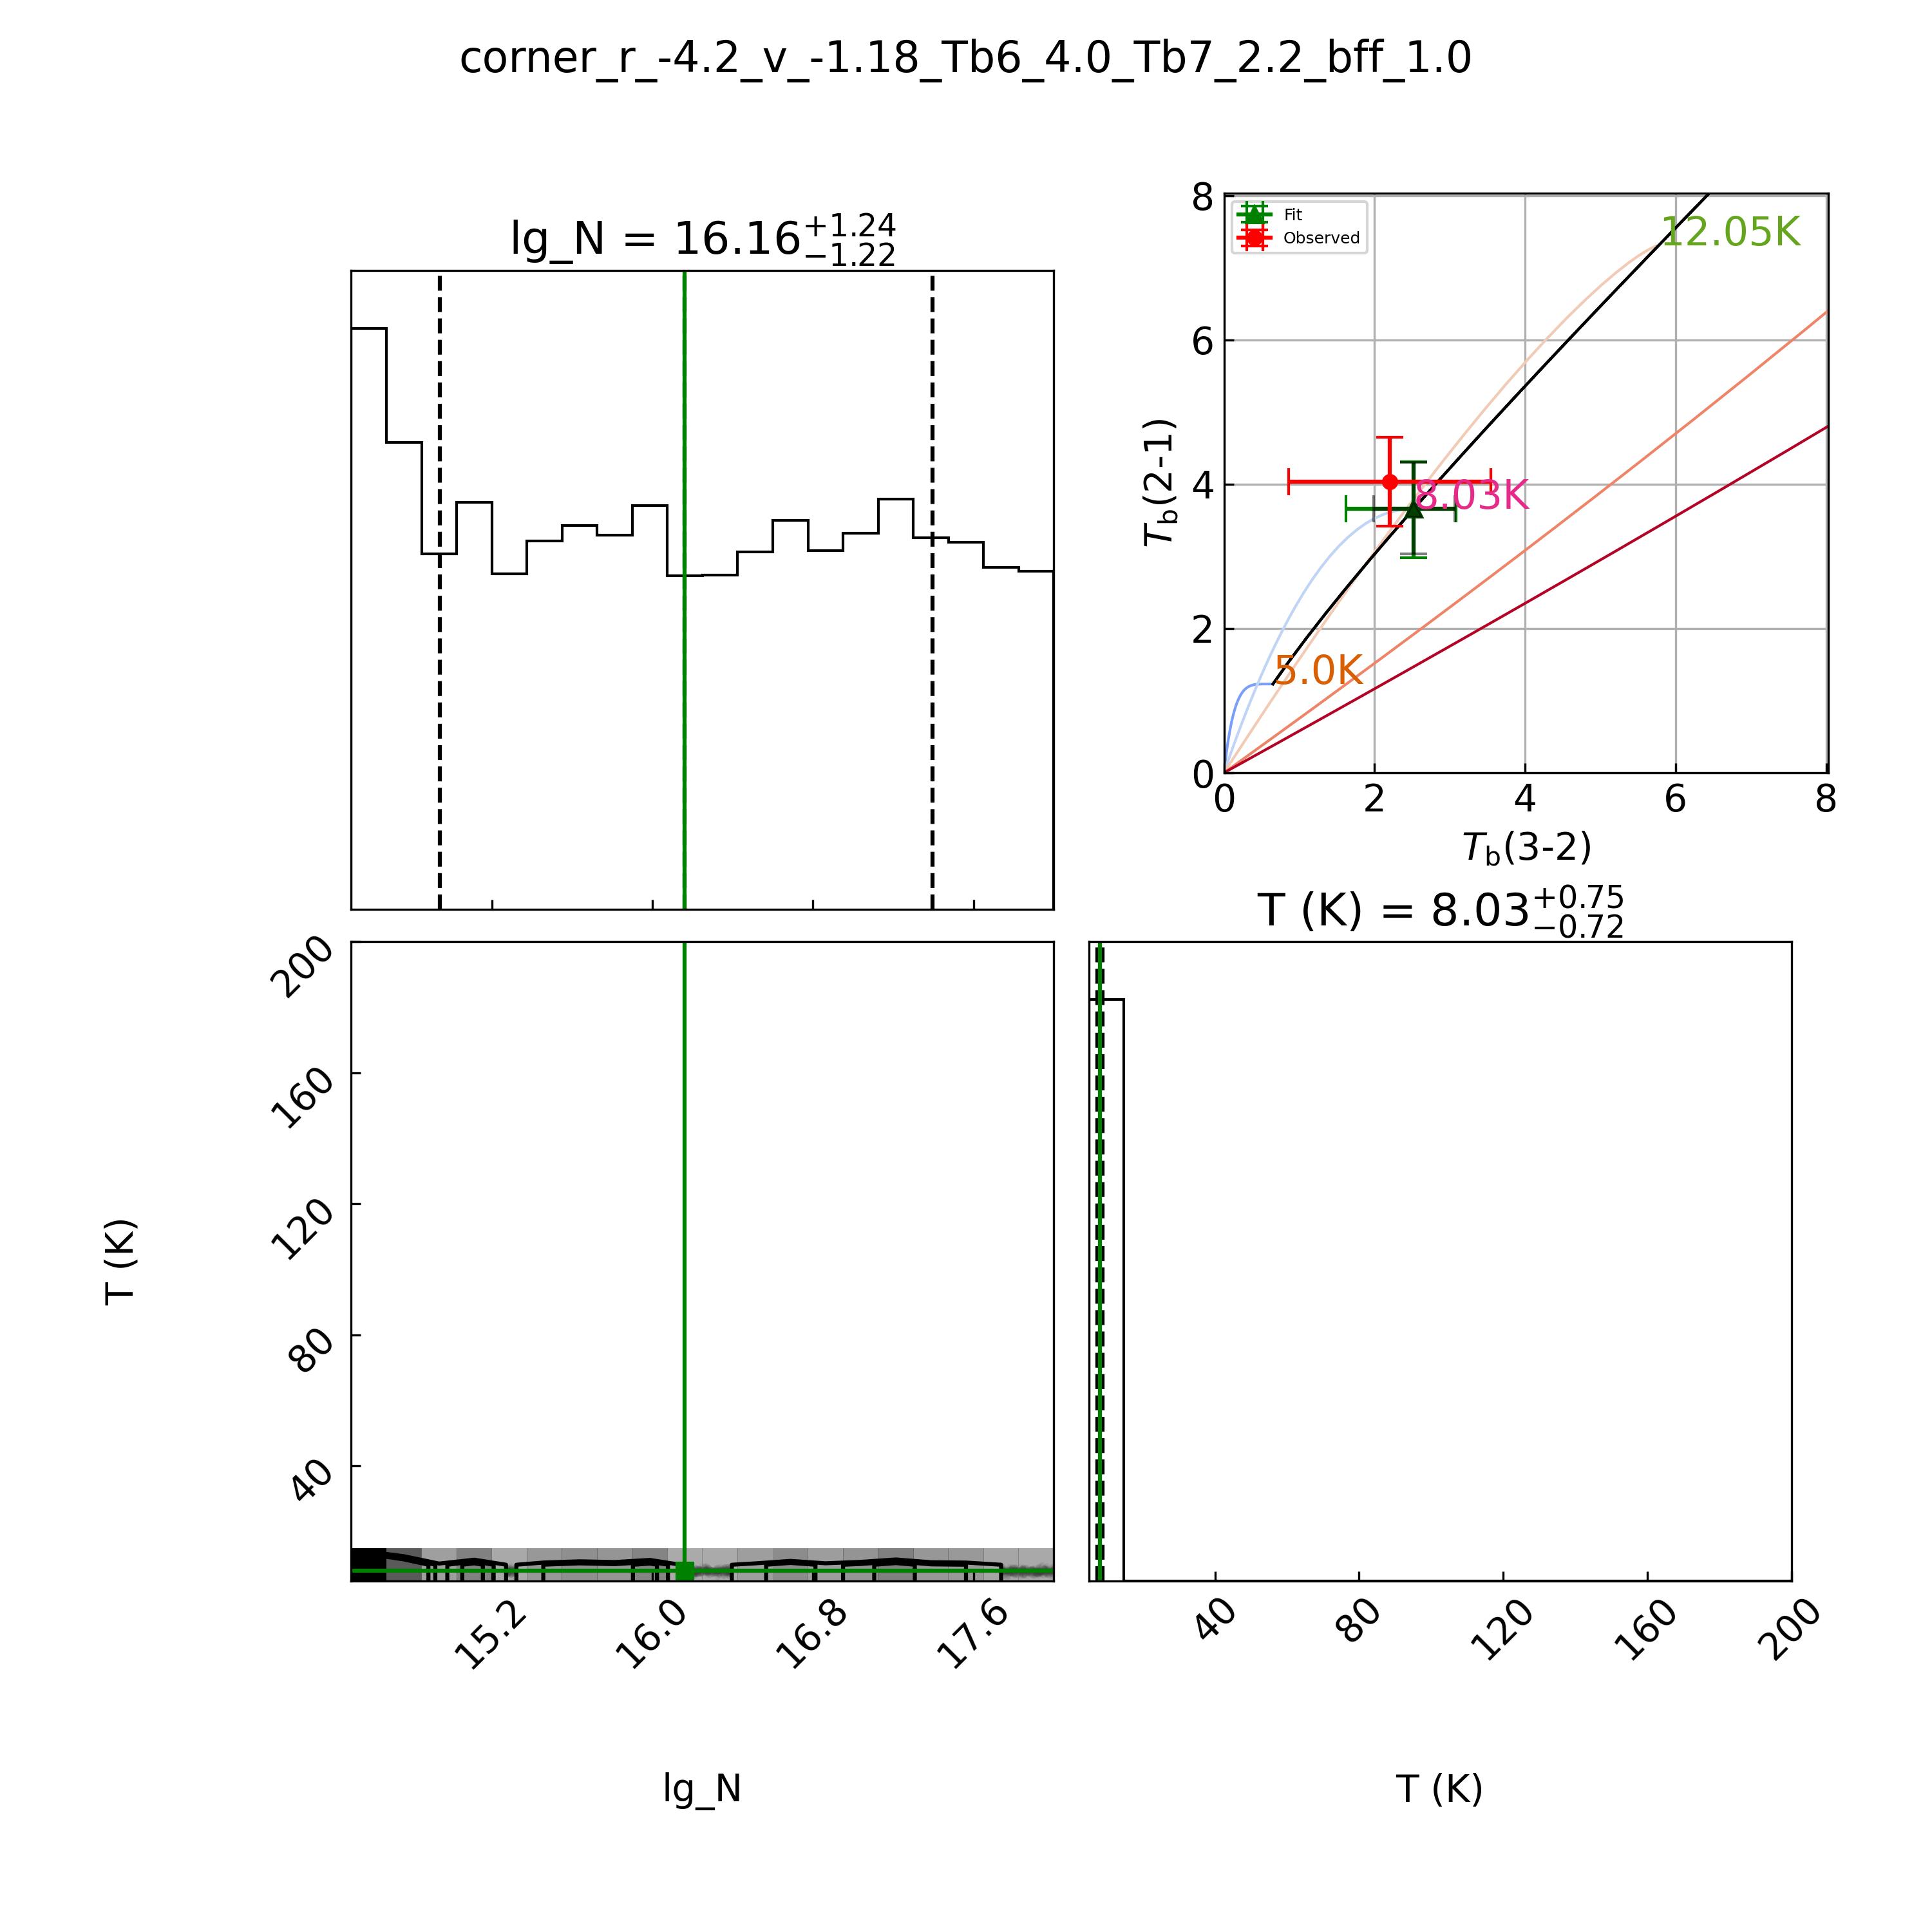 corner_r_-4.2_v_-1.18_Tb6_4.0_Tb7_2.2_bff_1.0
lg_N = 16.16+1.24−1.22
8
6
4
2
0
Tb(2-1)
Fit
Observed
12.05K
8.03K
5.0K
0 2 4 6 8
Tb(3-2)
T (K) = 8.03+0.75−0.72
200
160
120
80
40
T (K)
15.2 16.0 16.8 17.6
lg_N
40 80 120 160 200
T (K)